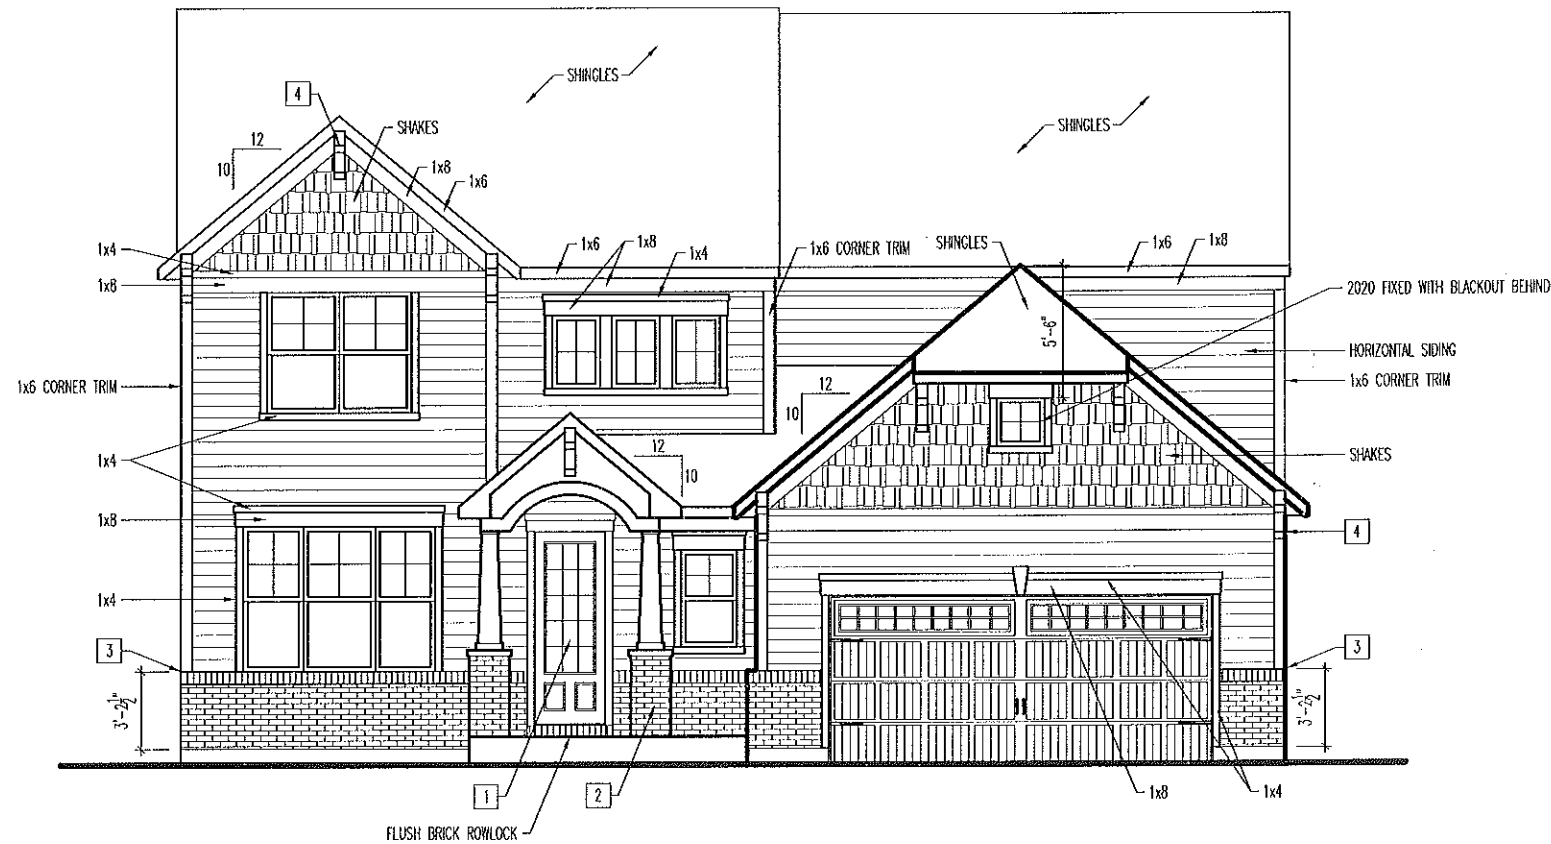 SHINGLES
4
SHAKES
12
10
SHINGLES
1x8
1x6
1x4
1x8
1x6
1x8
1x4
1x6 CORNER TRIM
SHINGLES
1x6
1x8
2020 FIXED WITH BLACKOUT BEHIND
5'-6"
HORIZONTAL SIDING
1x6 CORNER TRIM
1x6 CORNER TRIM
12
10
12
10
1x4
SHAKES
1x8
4
1x4
3
3
3'-2½"
3'-2½"
1
2
1x8
1x4
FLUSH BRICK ROWLOCK